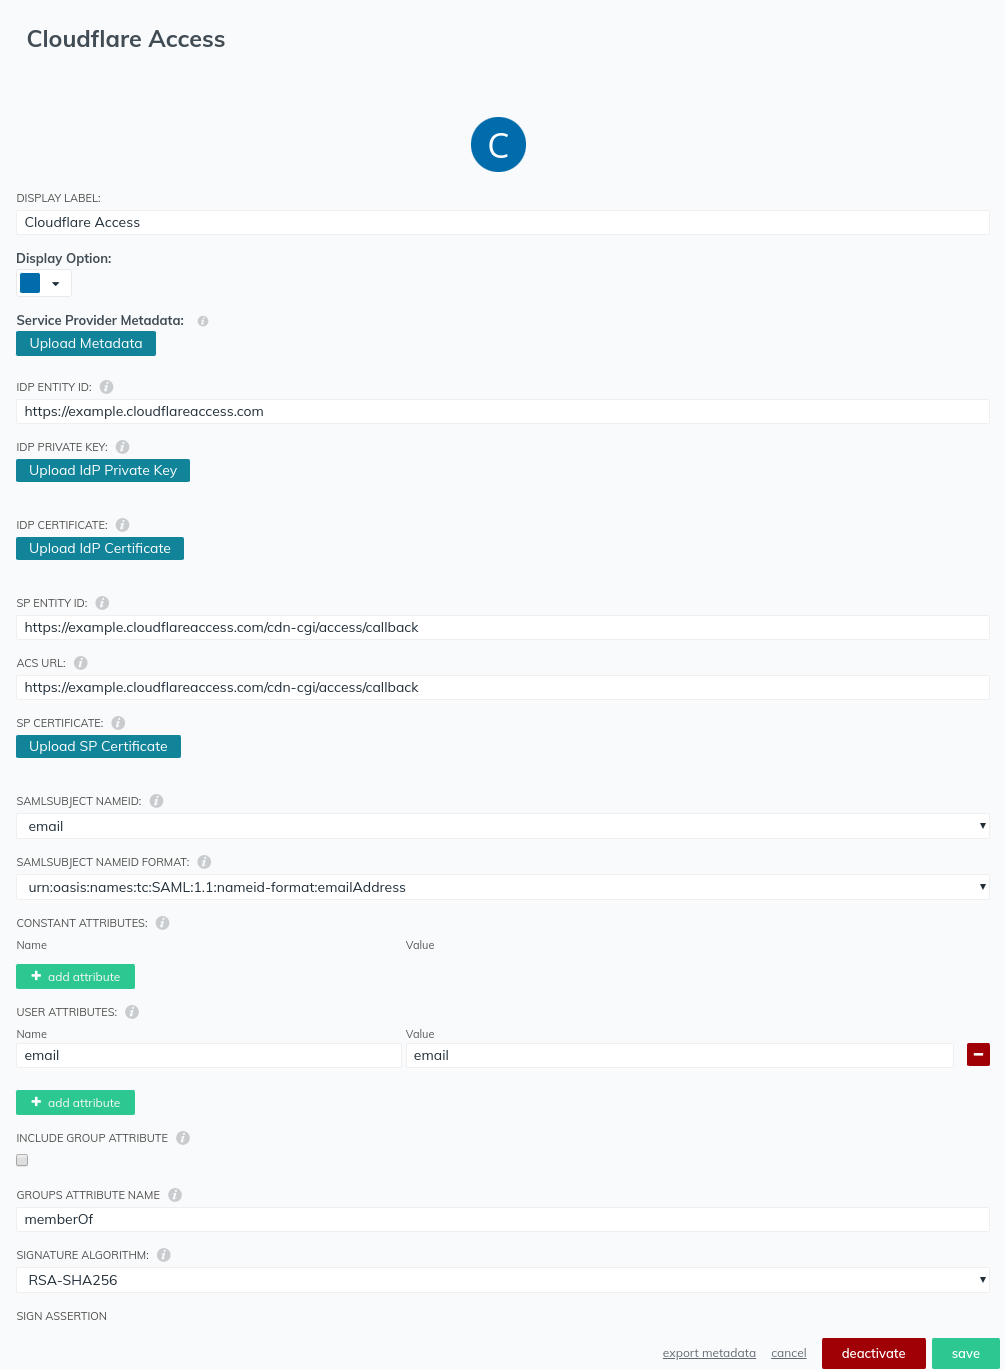 Cloudflare Access
C
DISPLAY LABEL:
Cloudflare Access
Display Option:
Service Provider Metadata: i
Upload Metadata
IDP ENTITY ID: i
https://example.cloudflareaccess.com
IDP PRIVATE KEY: i
Upload IdP Private Key
IDP CERTIFICATE: i
Upload IdP Certificate
SP ENTITY ID: i
https://example.cloudflareaccess.com/cdn-cgi/access/callback
ACS URL: i
https://example.cloudflareaccess.com/cdn-cgi/access/callback
SP CERTIFICATE: i
Upload SP Certificate
SAMLSUBJECT NAMEID: i
email
SAMLSUBJECT NAMEID FORMAT: i
urn:oasis:names:tc:SAML:1.1:nameid-format:emailAddress
CONSTANT ATTRIBUTES: i
Name Value
+ add attribute
USER ATTRIBUTES: i
Name Value
email email
+ add attribute
INCLUDE GROUP ATTRIBUTE i
GROUPS ATTRIBUTE NAME i
memberOf
SIGNATURE ALGORITHM: i
RSA-SHA256
SIGN ASSERTION
export metadata cancel deactivate save